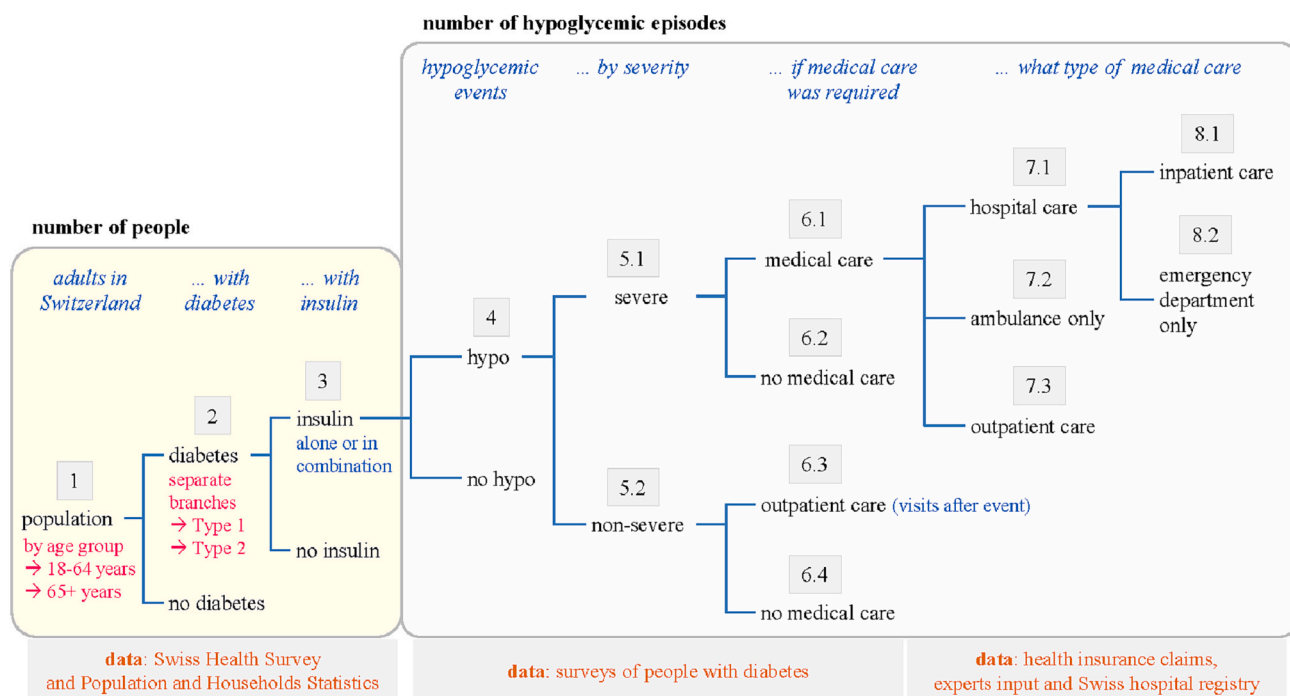 number of hypoglycemic episodes
hypoglycemic
events
... by severity
... if medical care
was required
... what type of medical care
number of people
adults in
Switzerland
... with
diabetes
... with
insulin
1
population
by age group
→ 18-64 years
→ 65+ years
2
diabetes
separate
branches
→ Type 1
→ Type 2
no diabetes
3
insulin
alone or in
combination
no insulin
4
hypo
no hypo
5.1
severe
5.2
non-severe
6.1
medical care
6.2
no medical care
6.3
outpatient care (visits after event)
6.4
no medical care
7.1
hospital care
7.2
ambulance only
7.3
outpatient care
8.1
inpatient care
8.2
emergency
department
only
data: Swiss Health Survey
and Population and Households Statistics
data: surveys of people with diabetes
data: health insurance claims,
experts input and Swiss hospital registry